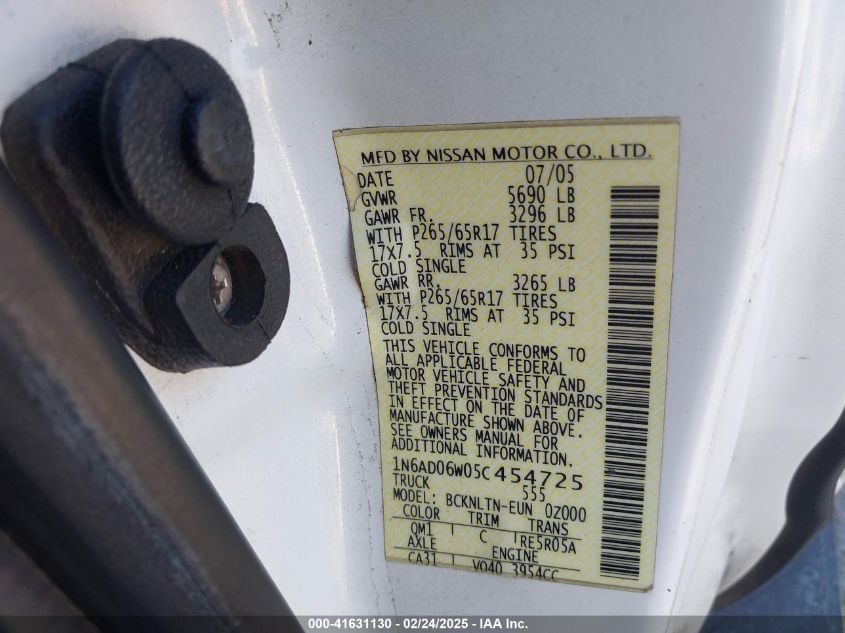 MFD BY NISSAN MOTOR CO., LTD.
DATE 07/05
GVWR 5690 LB
GAWR FR. 3296 LB
WITH P265/65R17 TIRES
17X7.5 RIMS AT 35 PSI
COLD SINGLE
GAWR RR. 3265 LB
WITH P265/65R17 TIRES
17X7.5 RIMS AT 35 PSI
COLD SINGLE
THIS VEHICLE CONFORMS TO
ALL APPLICABLE FEDERAL
MOTOR VEHICLE SAFETY AND
THEFT PREVENTION STANDARDS
IN EFFECT ON THE DATE OF
MANUFACTURE SHOWN ABOVE.
SEE OWNERS MANUAL FOR
ADDITIONAL INFORMATION.
1N6AD06W05C454725
TRUCK 555
MODEL: BCKNLTN-EUN 0Z000
COLOR TRIM TRANS
QM1 C RE5R05A
AXLE ENGINE
CA31 VQ40 3954CC
000-41631130 - 02/24/2025 - IAA Inc.